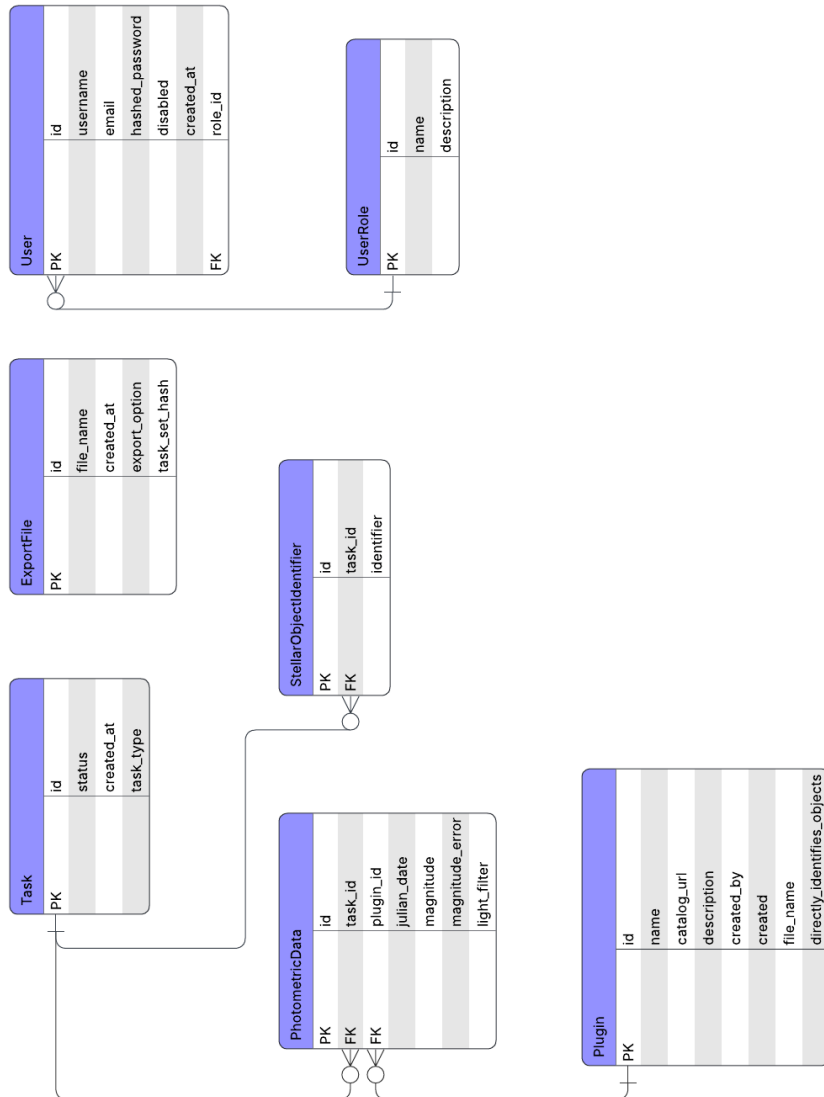 User
PK id
username
email
hashed_password
disabled
created_at
FK role_id
UserRole
PK id
name
description
ExportFile
PK id
file_name
created_at
export_option
task_set_hash
StellarObjectIdentifier
PK id
FK task_id
identifier
Task
PK id
status
created_at
task_type
PhotometricData
PK id
FK task_id
FK plugin_id
julian_date
magnitude
magnitude_error
light_filter
Plugin
PK id
name
catalog_url
description
created_by
created
file_name
directly_identifies_objects